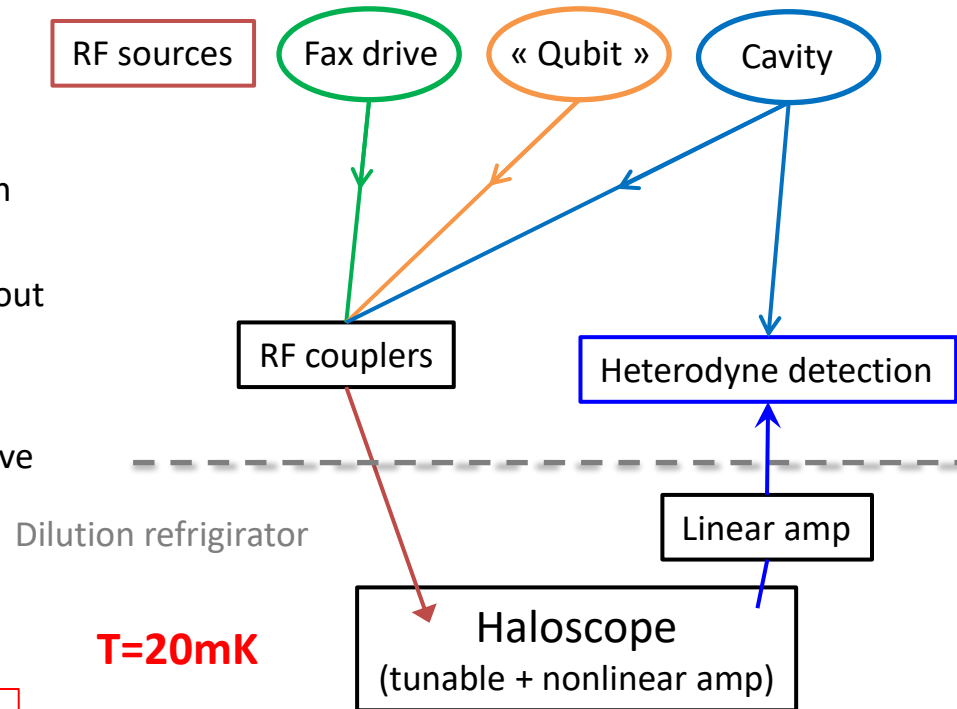 RF sources
Fax drive
« Qubit »
Cavity
out
RF couplers
Heterodyne detection
Dilution refrigirator
Linear amp
T=20mK
Haloscope
(tunable + nonlinear amp)